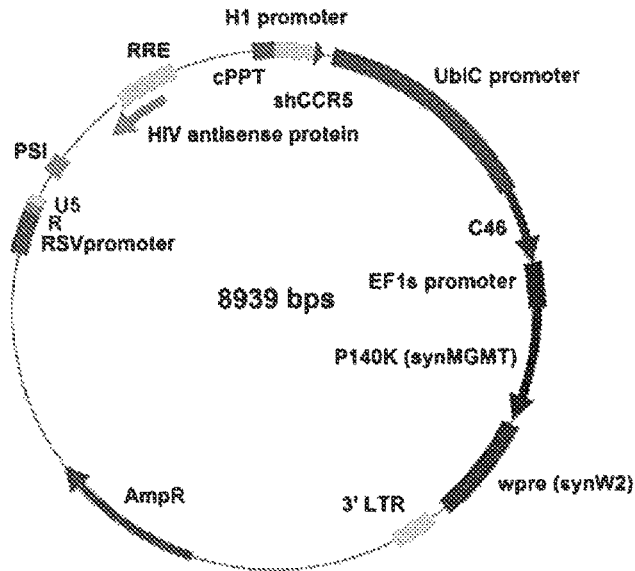 H1 promoter
RRE
cPPT
UbiC promoter
shCCR5
HIV antisense protein
PSI
U5
R
RSVpromoter
C46
EF1s promoter
8939 bps
P140K (synMGMT)
wpre (synW2)
AmpR
3' LTR